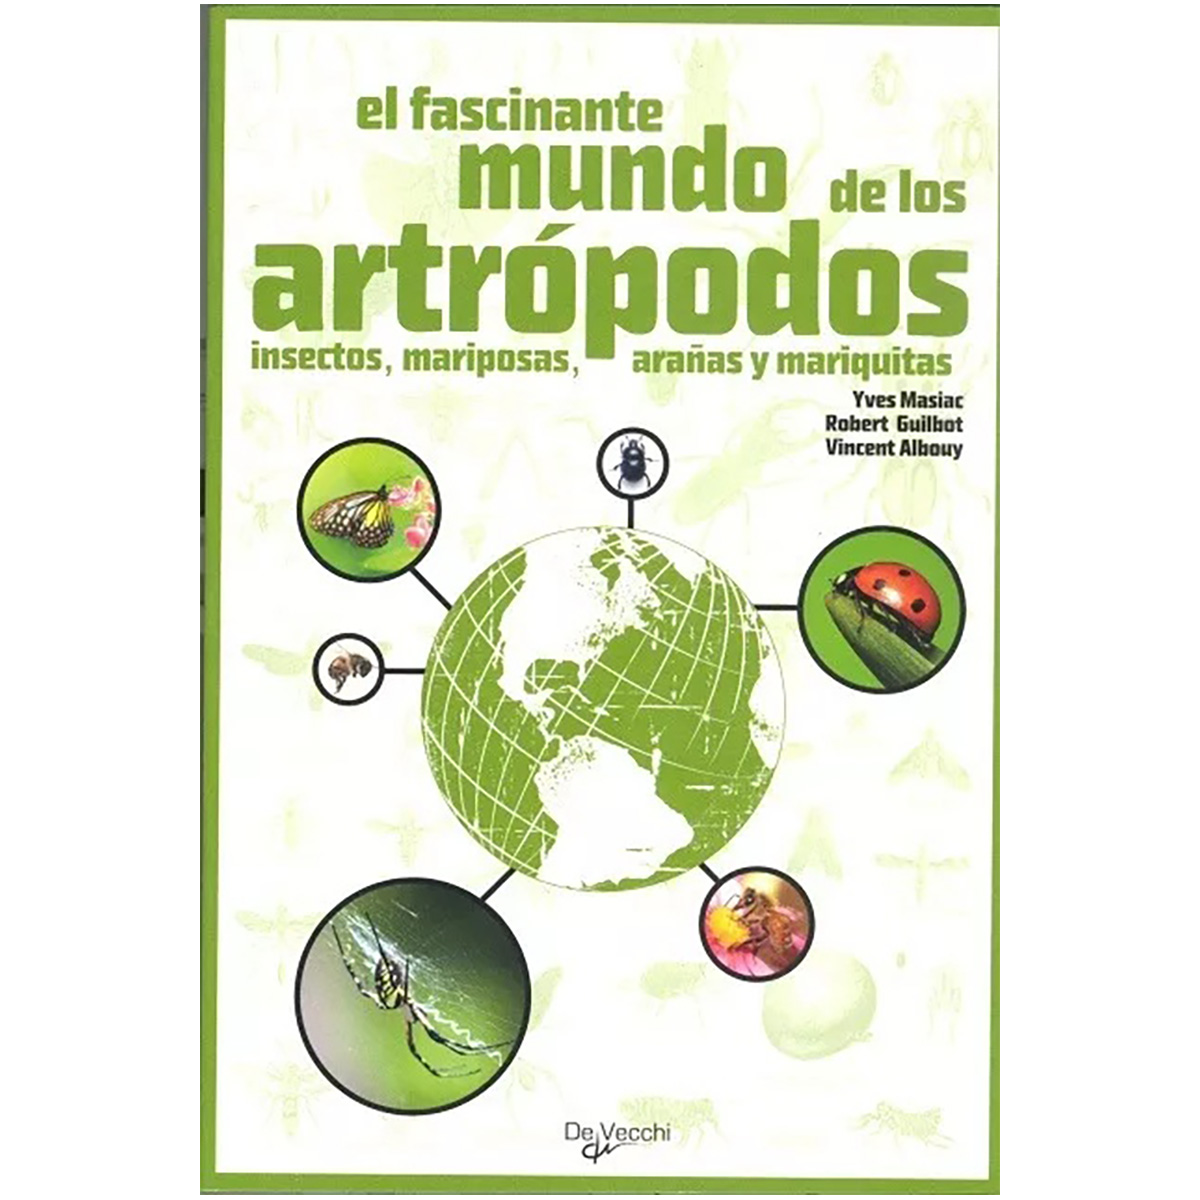 el fascinante
mundo de los
artrópodos
insectos, mariposas, arañas y mariquitas
Yves Masiac
Robert Guilbot
Vincent Albouy
De Vecchi